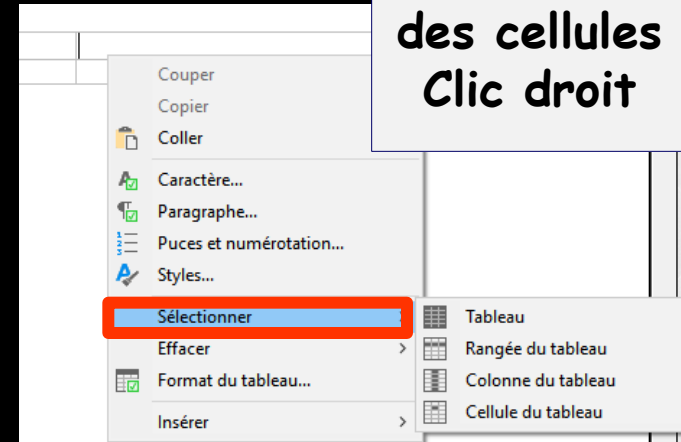 des cellules
Clic droit
Couper
Copier
Coller
Caractère...
Paragraphe...
Puces et numérotation...
Styles...
Sélectionner
Effacer
Format du tableau...
Insérer
Tableau
Rangée du tableau
Colonne du tableau
Cellule du tableau